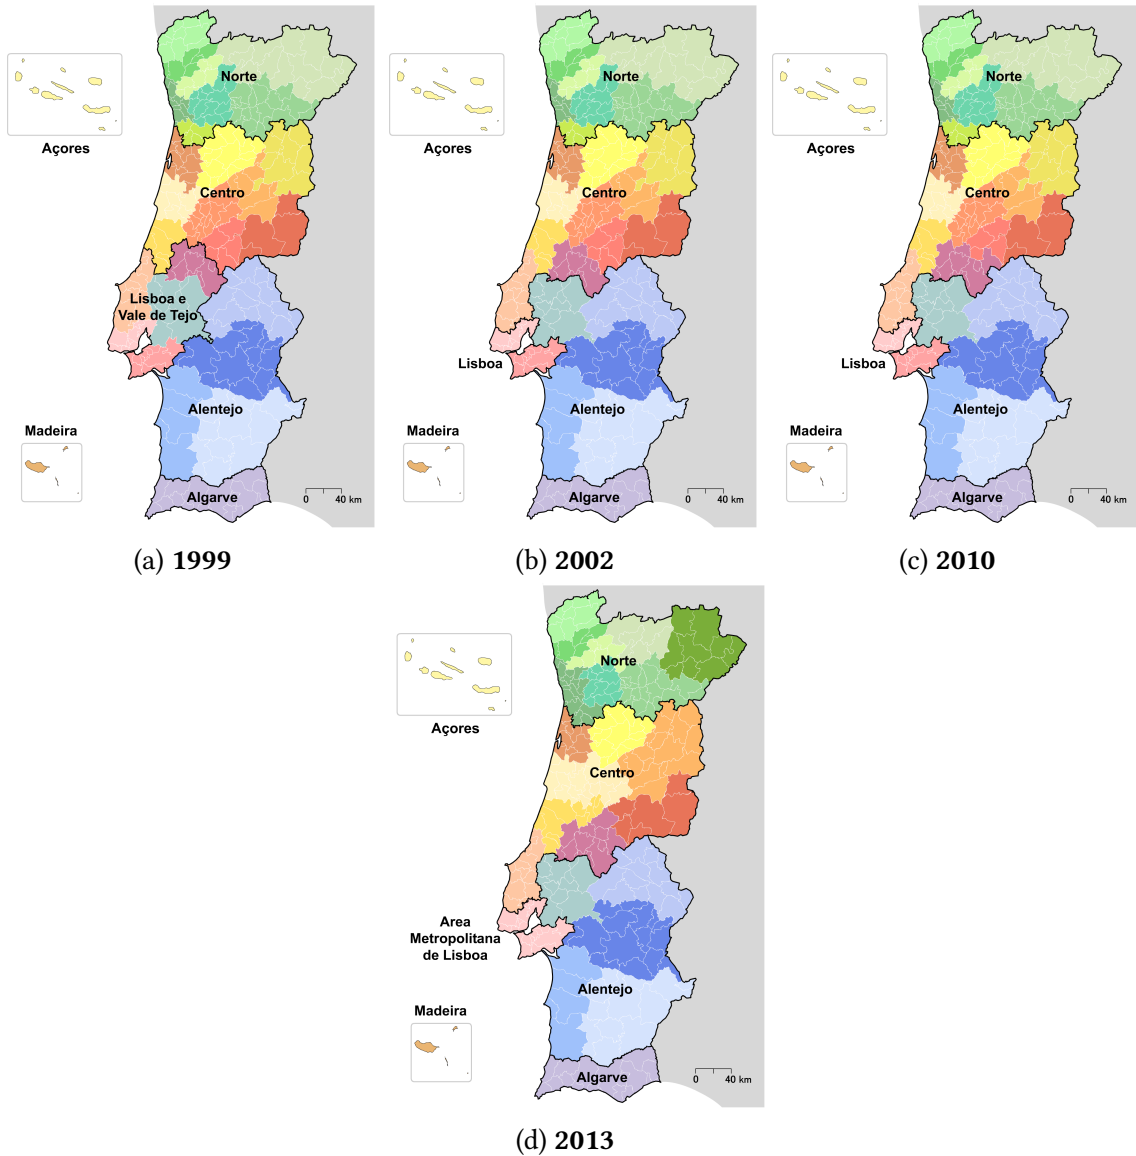 Norte
Açores
Centro
Lisboa e
Vale de Tejo
Alentejo
Madeira
Algarve
0 40 km
(a) 1999
Norte
Açores
Centro
Lisboa
Alentejo
Madeira
Algarve
0 40 km
(b) 2002
Norte
Açores
Centro
Lisboa
Alentejo
Madeira
Algarve
0 40 km
(c) 2010
Norte
Açores
Centro
Area
Metropolitana
de Lisboa
Alentejo
Madeira
Algarve
0 40 km
(d) 2013